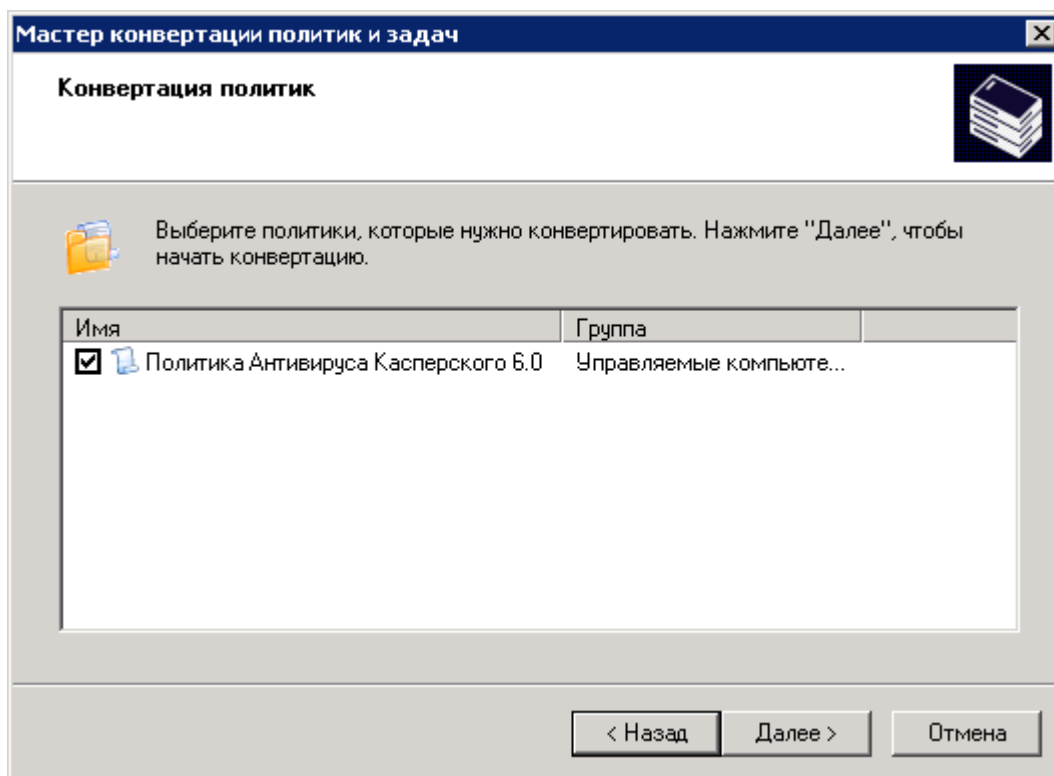 Мастер конвертации политик и задач
Конвертация политик
Выберите политики, которые нужно конвертировать. Нажмите "Далее", чтобы
начать конвертацию.
Имя Группа
Политика Антивируса Касперского 6.0 Управляемые компьюте...
< Назад Далее > Отмена